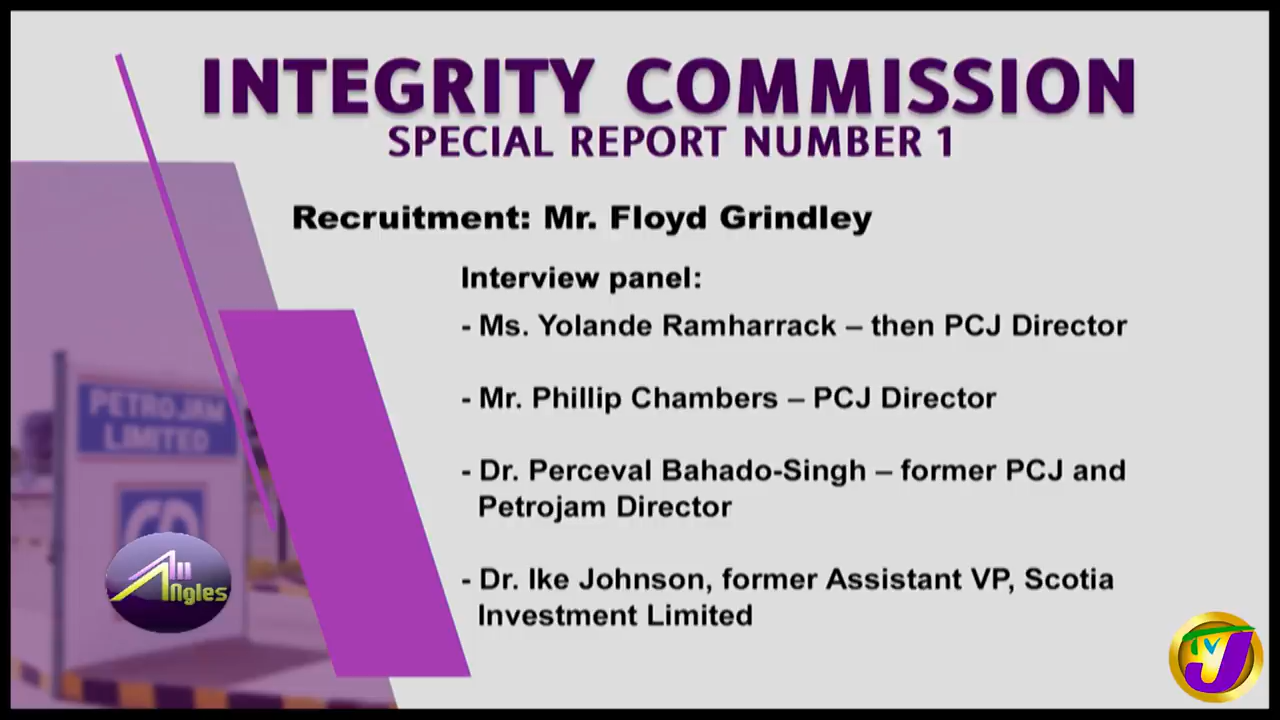 INTEGRITY COMMISSION
SPECIAL REPORT NUMBER 1
Recruitment: Mr. Floyd Grindley
Interview panel:
- Ms. Yolande Ramharrack – then PCJ Director
- Mr. Phillip Chambers – PCJ Director
- Dr. Perceval Bahado-Singh – former PCJ and
Petrojam Director
- Dr. Ike Johnson, former Assistant VP, Scotia
Investment Limited
PETROJAM
LIMITED
All
Angles
TVJ